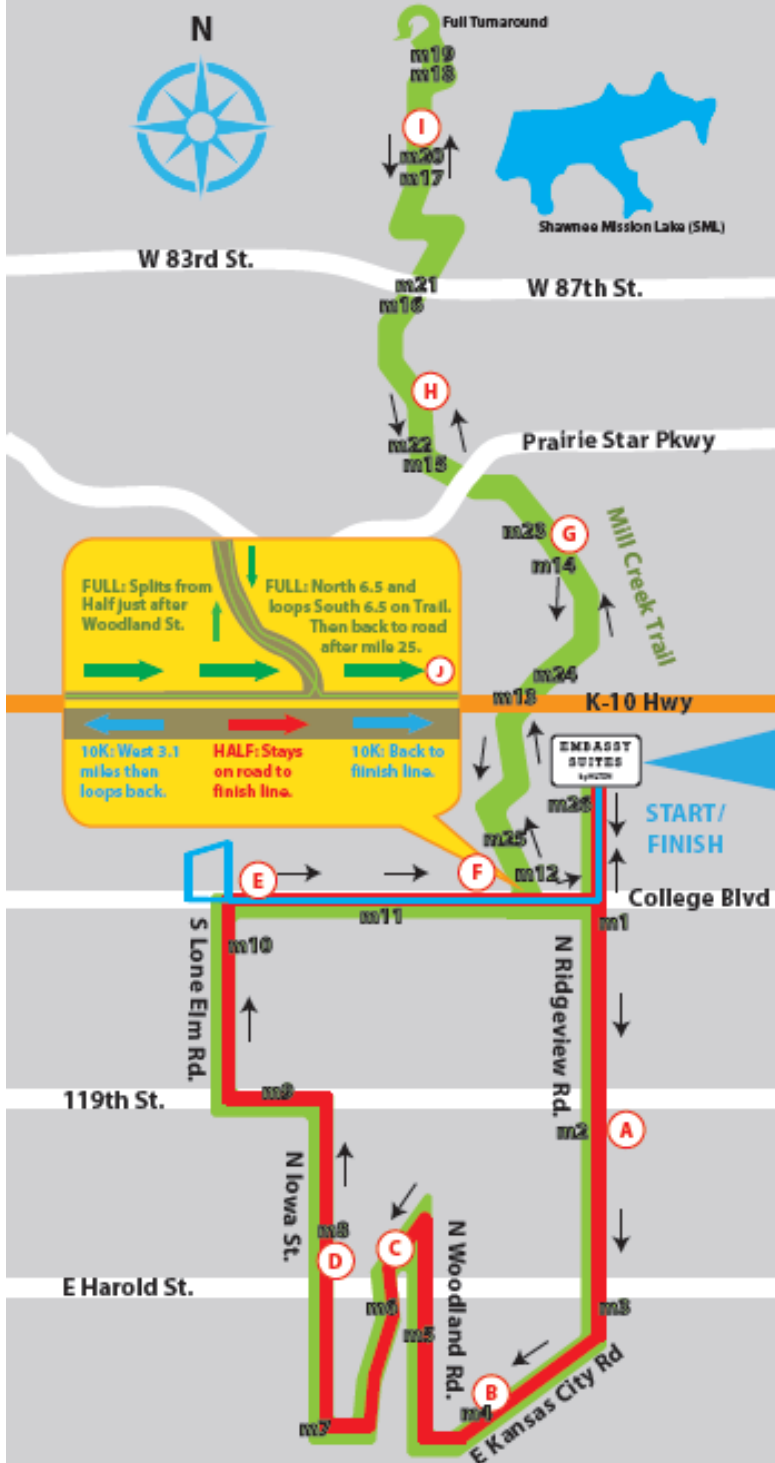 N
Full Turnaround
m19
m18
I
m20
m17
Shawnee Mission Lake (SML)
W 83rd St.
W 87th St.
m21
m16
H
m22
m15
Prairie Star Pkwy
m23
G
m14
Mill Creek Trail
FULL: Splits from
Half just after
Woodland St.
FULL: North 6.5 and
loops South 6.5 on Trail.
Then back to road
after mile 25.
J
10K: West 3.1
miles then
loops back.
HALF: Stays
on road to
finish line.
10K: Back to
fiinish line.
m24
m13
K-10 Hwy
EMBASSY
SUITES
by HILTON
m26
START/
FINISH
m25
m12
E
F
College Blvd
m11
m1
m10
S Lone Elm Rd.
N Ridgeview Rd.
119th St.
m9
m2
A
N Iowa St.
m8
D
C
N Woodland Rd.
E Harold St.
m6
m5
m3
B
m4
E Kansas City Rd
m7